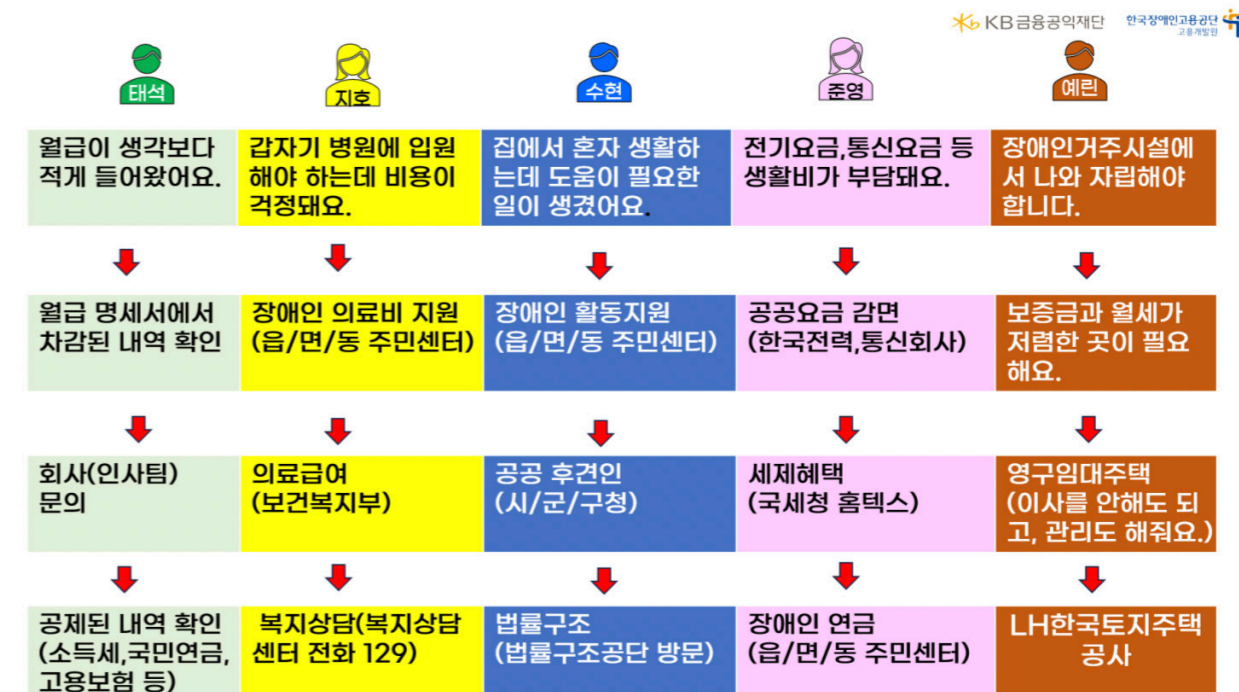 KB금융공익재단
한국장애인고용공단
고용개발원
태석
지호
수현
준영
예린
월급이 생각보다
적게 들어왔어요.
갑자기 병원에 입원
해야 하는데 비용이
걱정돼요.
집에서 혼자 생활하
는데 도움이 필요한
일이 생겼어요.
전기요금,통신요금 등
생활비가 부담돼요.
장애인거주시설에
서 나와 자립해야
합니다.
월급 명세서에서
차감된 내역 확인
장애인 의료비 지원
(읍/면/동 주민센터)
장애인 활동지원
(읍/면/동 주민센터)
공공요금 감면
(한국전력,통신회사)
보증금과 월세가
저렴한 곳이 필요
해요.
회사(인사팀)
문의
의료급여
(보건복지부)
공공 후견인
(시/군/구청)
세제혜택
(국세청 홈텍스)
영구임대주택
(이사를 안해도 되
고, 관리도 해줘요.)
공제된 내역 확인
(소득세,국민연금,
고용보험 등)
복지상담(복지상담
센터 전화 129)
법률구조
(법률구조공단 방문)
장애인 연금
(읍/면/동 주민센터)
LH한국토지주택
공사